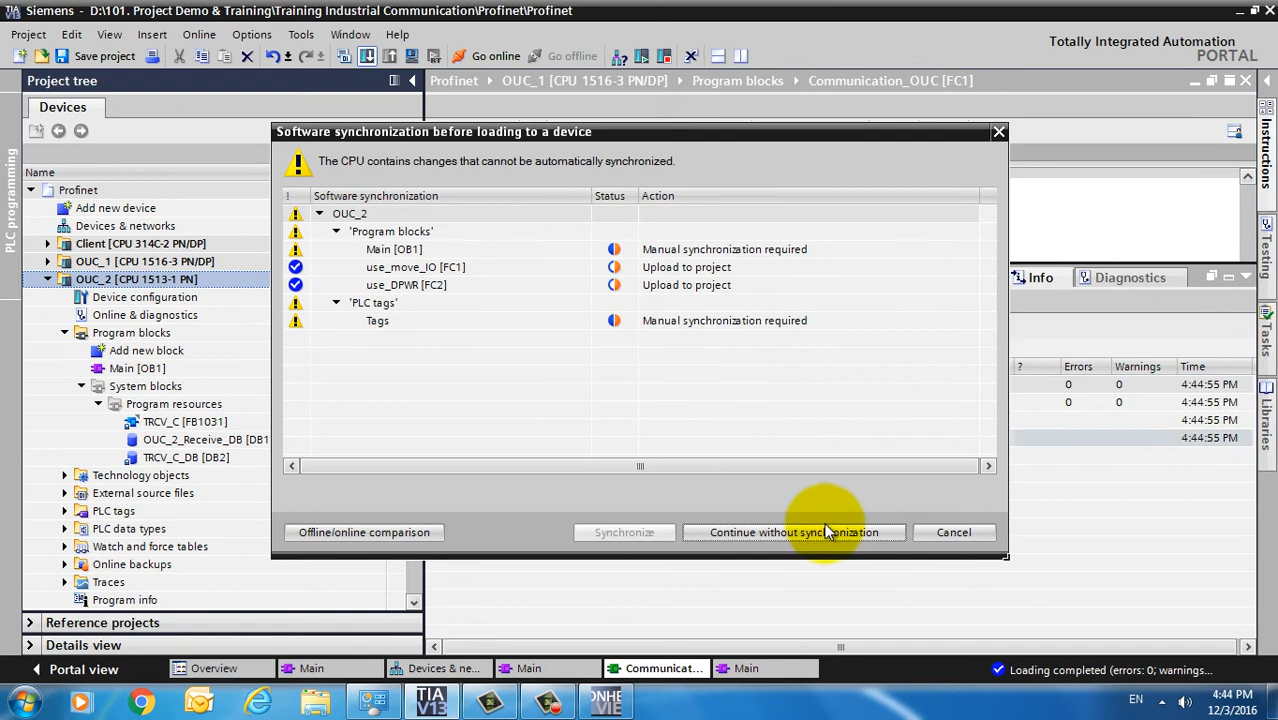 Siemens - D:\101. Project Demo & Training\Training Industrial Communication\Profinet\Profinet
Project Edit View Insert Online Options Tools Window Help
Totally Integrated Automation
PORTAL
Save project Go online Go offline
Project tree
Profinet OUC_1 [CPU 1516-3 PN/DP] Program blocks Communication_OUC [FC1]
Devices
Name
Profinet
Add new device
Devices & networks
Client [CPU 314C-2 PN/DP]
OUC_1 [CPU 1516-3 PN/DP]
OUC_2 [CPU 1513-1 PN]
Device configuration
Online & diagnostics
Program blocks
Add new block
Main [OB1]
System blocks
Program resources
TRCV_C [FB1031]
OUC_2_Receive_DB [DB1
TRCV_C_DB [DB2]
Technology objects
External source files
PLC tags
PLC data types
Watch and force tables
Online backups
Traces
Program info
Reference projects
Details view
PLC programming
Software synchronization before loading to a device
The CPU contains changes that cannot be automatically synchronized.
! Software synchronization Status Action
OUC_2
'Program blocks'
Main [OB1] Manual synchronization required
use_move_IO [FC1] Upload to project
use_DPWR [FC2] Upload to project
'PLC tags'
Tags Manual synchronization required
Offline/online comparison Synchronize Continue without synchronization Cancel
Info Diagnostics
? Errors Warnings Time
0 0 4:44:55 PM
0 0 4:44:55 PM
4:44:55 PM
4:44:55 PM
Instructions
Testing
Tasks
Libraries
Portal view Overview Main Devices & ne... Main Communicat... Main Loading completed (errors: 0; warnings...
TIA V13
EN 4:44 PM
12/3/2016